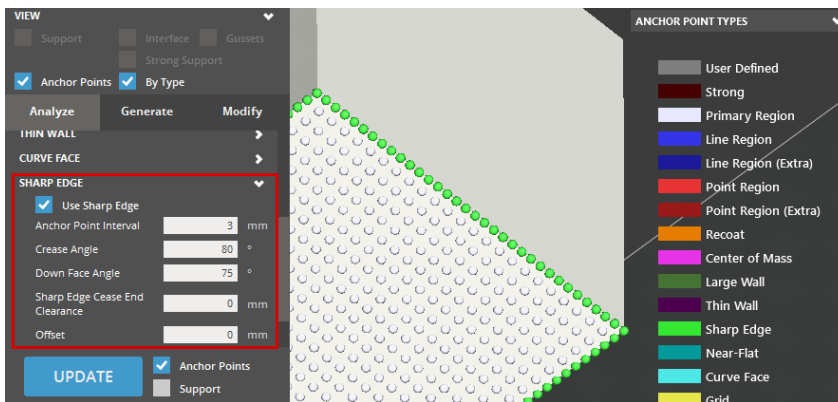 VIEW
Support Interface Gussets
Strong Support
Anchor Points By Type
Analyze Generate Modify
THIN WALL
CURVE FACE
SHARP EDGE
Use Sharp Edge
Anchor Point Interval 3 mm
Crease Angle 80 °
Down Face Angle 75 °
Sharp Edge Cease End
Clearance 0 mm
Offset 0 mm
UPDATE
Anchor Points
Support
ANCHOR POINT TYPES
User Defined
Strong
Primary Region
Line Region
Line Region (Extra)
Point Region
Point Region (Extra)
Recoat
Center of Mass
Large Wall
Thin Wall
Sharp Edge
Near-Flat
Curve Face
Grid